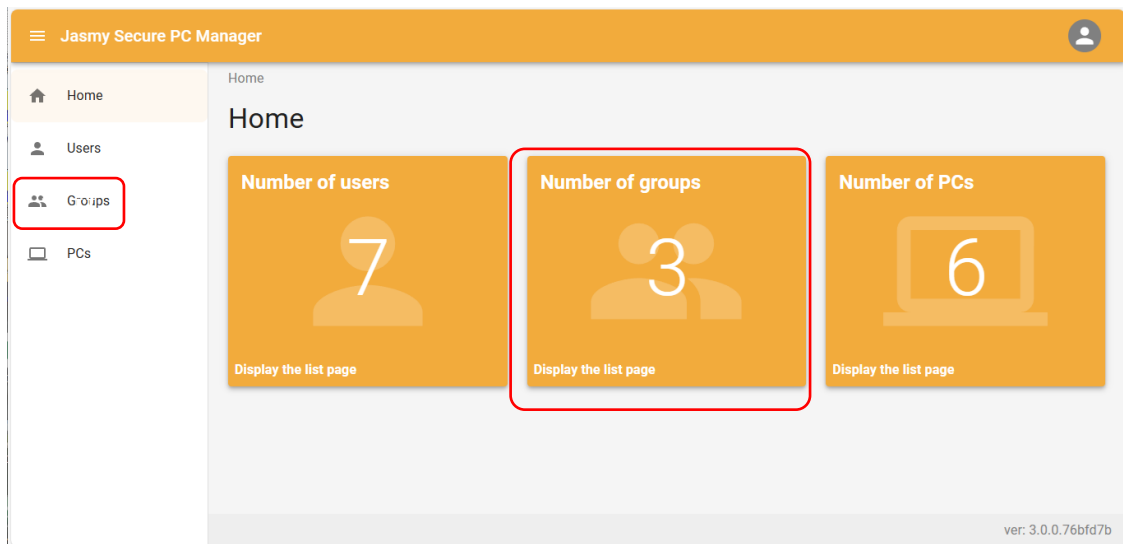 Jasmy Secure PC Manager
Home
Users
Groups
PCs
Home
Home
Number of users
7
Display the list page
Number of groups
3
Display the list page
Number of PCs
6
Display the list page
ver: 3.0.0.76bfd7b